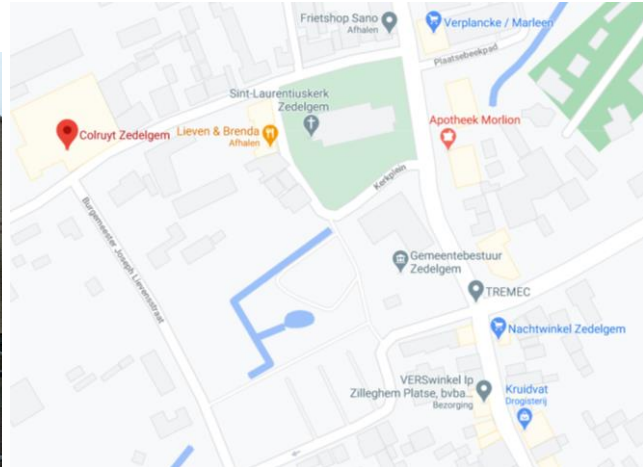 Frietshop Sano
Afhalen
Verplancke / Marleen
Plaatsebeekpad
Sint-Laurentiuskerk
Zedelgem
Colruyt Zedelgem
Lieven & Brenda
Afhalen
Apotheek Morlion
Kerkplein
Burgemeester Joseph Lievensstraat
Gemeentebestuur
Zedelgem
TREMEC
Nachtwinkel Zedelgem
VERSwinkel Ip
Zilleghem Platse, bvba...
Bezorging
Kruidvat
Drogisterij